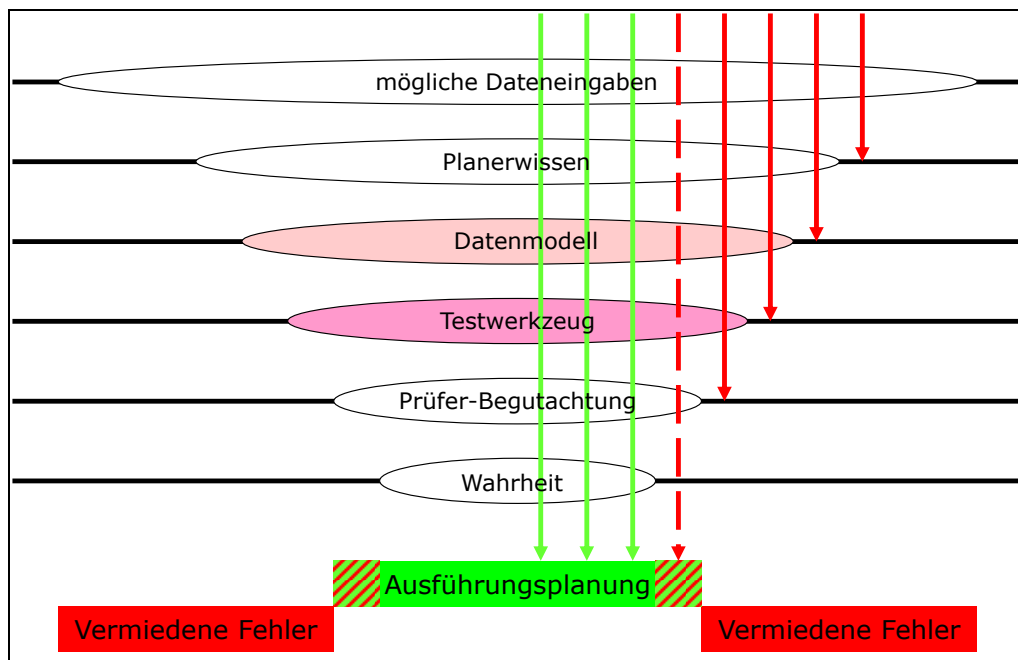 mögliche Dateneingaben
Planerwissen
Datenmodell
Testwerkzeug
Prüfer-Begutachtung
Wahrheit
Ausführungsplanung
Vermiedene Fehler
Vermiedene Fehler